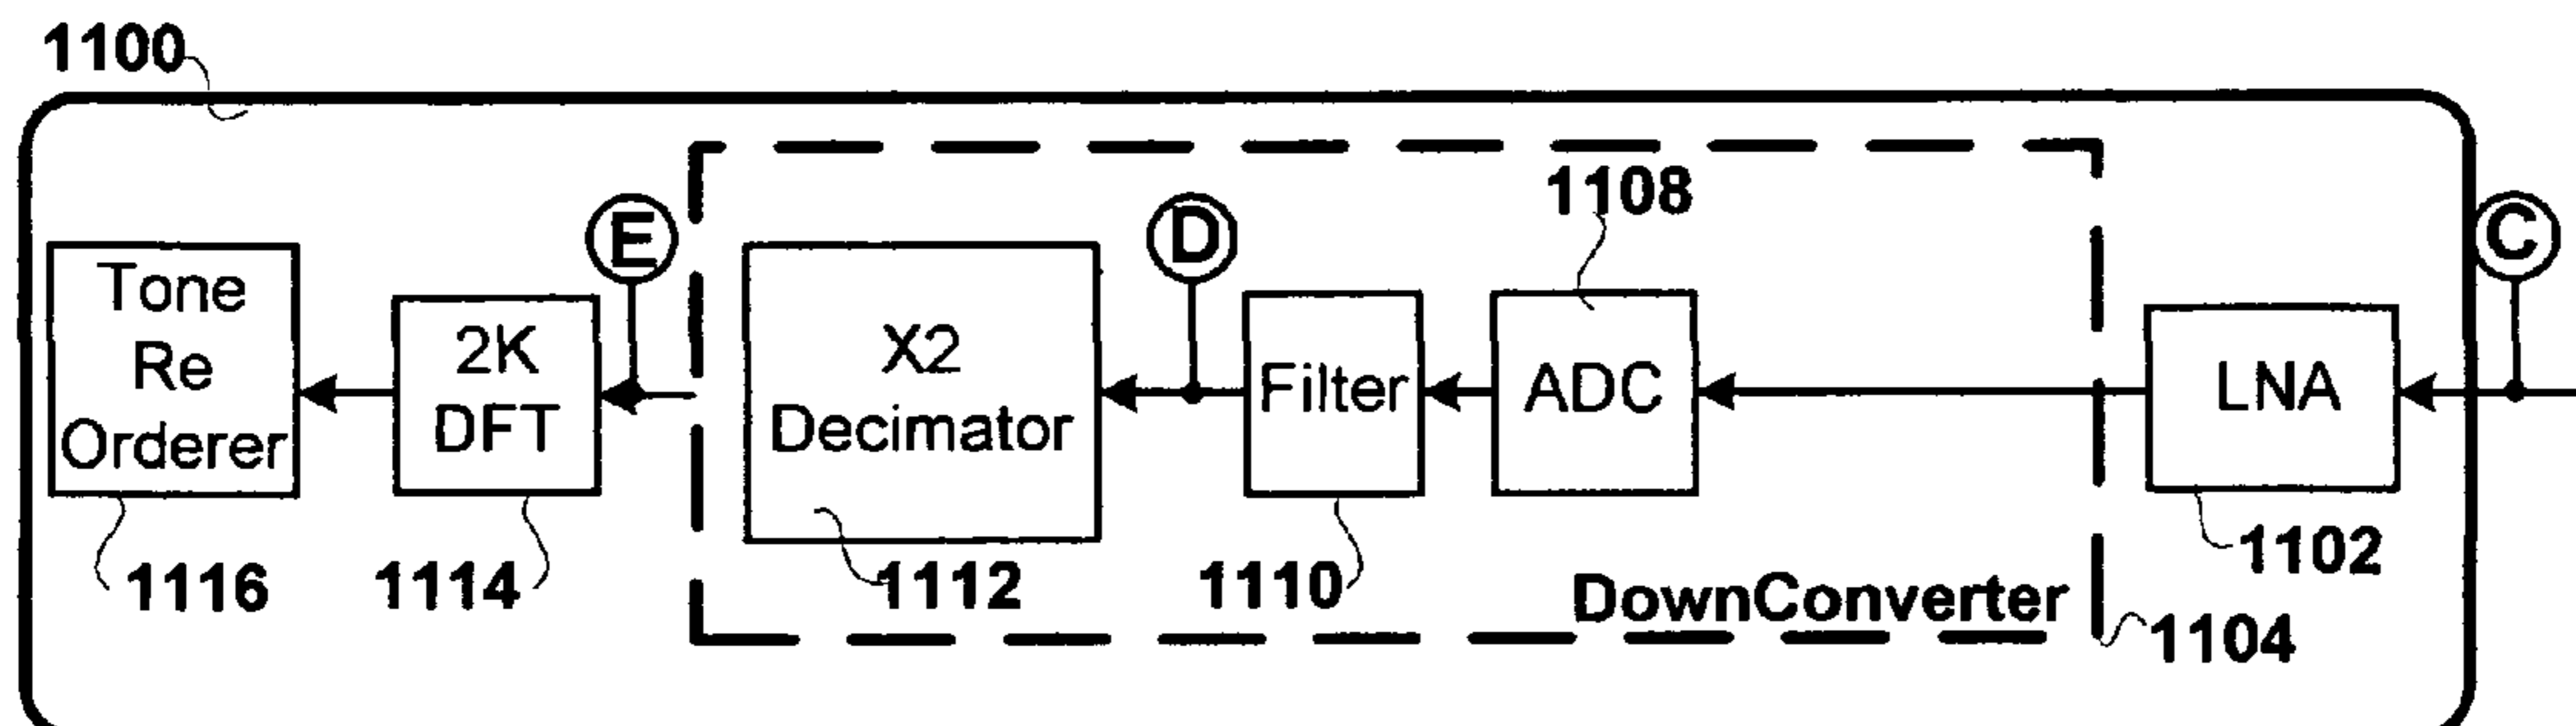 1100
1108
E
D
C
Tone
Re
Orderer
2K
DFT
X2
Decimator
Filter
ADC
LNA
1116
1114
1112
1110
DownConverter
1102
1104